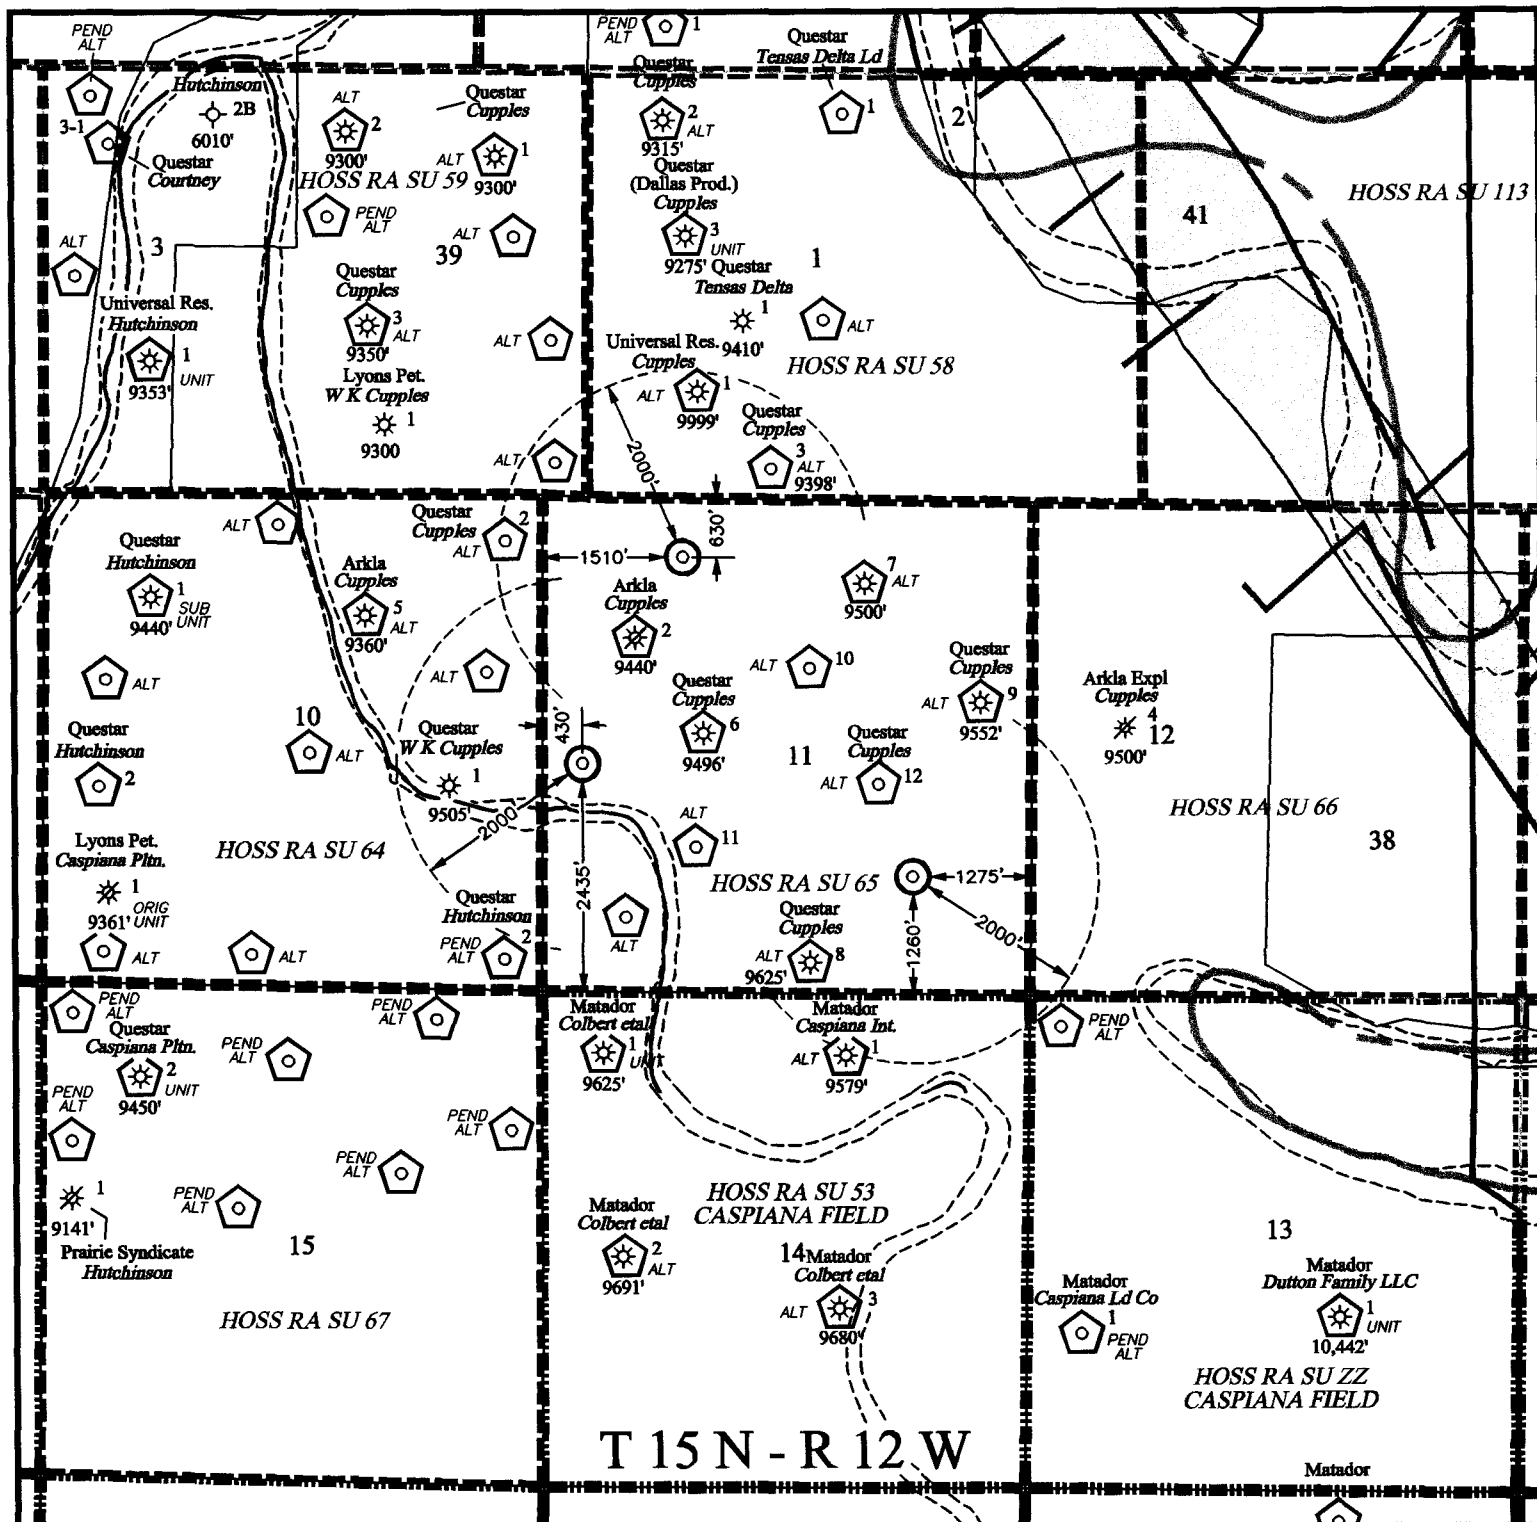 PEND
ALT
PEND
ALT
1
Questar
Tensas Delta Ld
1
Hutchinson
2B
6010'
3-1
Questar
Courtney
ALT
2
9300'
Questar
Cupples
ALT
1
9300'
HOSS RA SU 59
Questar
Cupples
2
ALT
9315'
Questar
(Dallas Prod.)
Cupples
3
UNIT
9275'
2
41
HOSS RA SU 113
PEND
ALT
ALT
39
ALT
3
Universal Res.
Hutchinson
1
UNIT
9353'
Questar
Cupples
3
ALT
9350'
Lyons Pet.
W K Cupples
1
9300
ALT
ALT
Questar
Tensas Delta
1
9410'
1
ALT
Universal Res.
Cupples
ALT
1
9999'
HOSS RA SU 58
Questar
Cupples
3
ALT
9398'
2000'
630'
1510'
ALT
Questar
Cupples
2
ALT
Questar
Hutchinson
1
SUB
UNIT
9440'
Arkla
Cupples
5
ALT
9360'
Arkla
Cupples
2
9440'
7
ALT
9500'
7
ALT
ALT
ALT
10
Questar
Cupples
ALT
9
9552'
Questar
Cupples
6
9496'
430'
Arkla Expl
Cupples
4
12
9500'
Questar
Hutchinson
2
10
ALT
Questar
W K Cupples
1
9505'
2000'
11
Questar
Cupples
ALT
12
HOSS RA SU 66
38
ALT
11
Lyons Pet.
Caspiana Pltn.
1
ORIG
UNIT
9361'
ALT
HOSS RA SU 64
ALT
Questar
Hutchinson
PEND
ALT
2
2435'
ALT
HOSS RA SU 65
1275'
2000'
1260'
Questar
Cupples
ALT
8
9625'
PEND
ALT
Questar
Caspiana Pltn.
2
UNIT
9450'
PEND
ALT
PEND
ALT
PEND
ALT
PEND
ALT
Matador
Colbert etal
1
UNIT
9625'
Matador
Caspiana Int.
ALT
1
9579'
PEND
ALT
1
9141'
Prairie Syndicate
Hutchinson
PEND
ALT
PEND
ALT
15
HOSS RA SU 67
HOSS RA SU 53
CASPIANA FIELD
Matador
Colbert etal
2
ALT
9691'
14
Matador
Colbert etal
ALT
3
9680'
13
Matador
Caspiana Ld Co
1
PEND
ALT
Matador
Dutton Family LLC
1
UNIT
10,442'
HOSS RA SU ZZ
CASPIANA FIELD
T 15 N - R 12 W
Matador